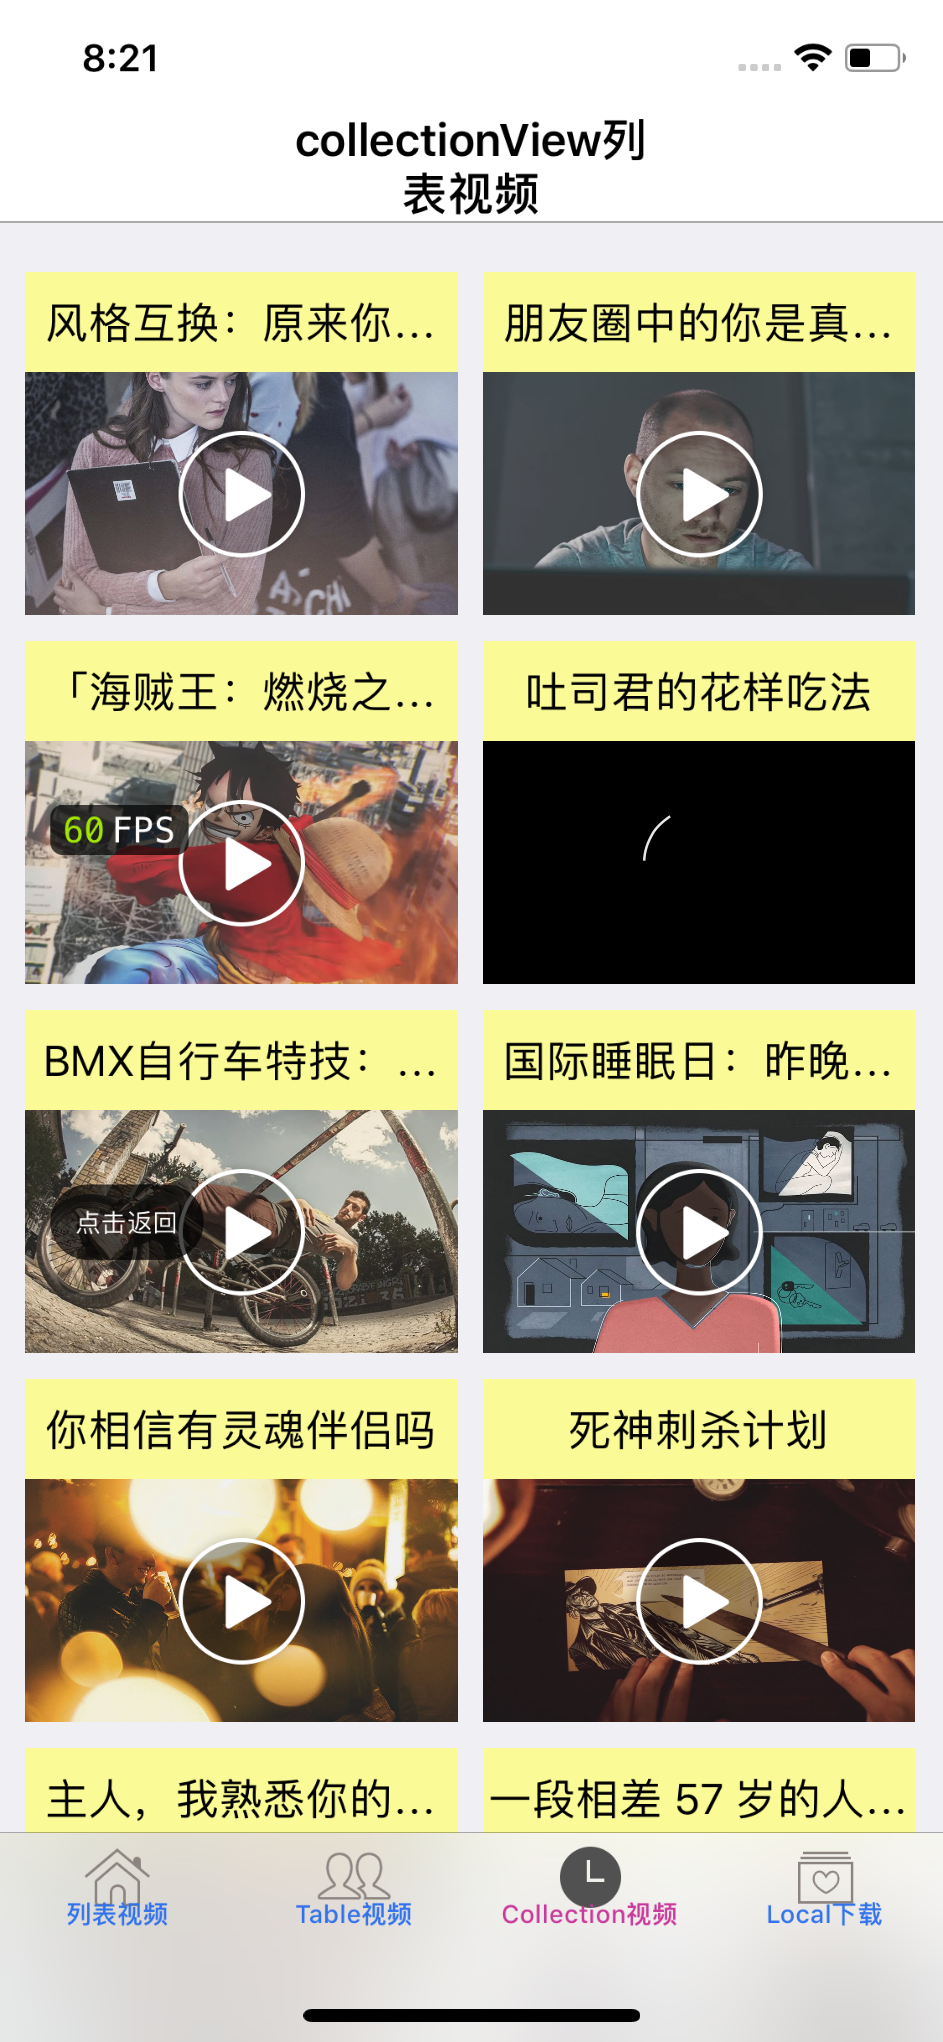 8:21
collectionView列
表视频
风格互换：原来你...
朋友圈中的你是真...
「海贼王：燃烧之...
吐司君的花样吃法
60 FPS
BMX自行车特技：...
国际睡眠日：昨晚...
点击返回
你相信有灵魂伴侣吗
死神刺杀计划
主人，我熟悉你的...
一段相差 57 岁的人...
列表视频
Table视频
Collection视频
Local下载